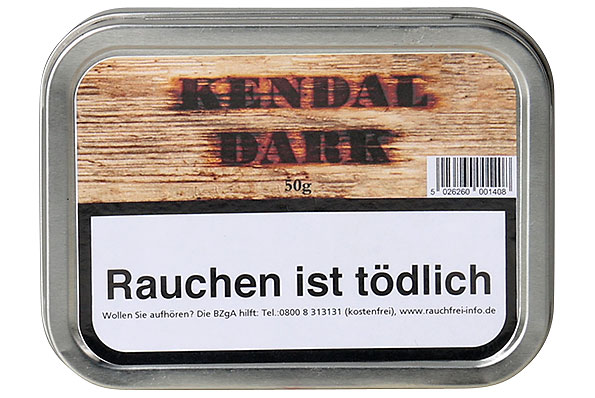 KENDAL
DARK
50g
5 026260 001408
Rauchen ist tödlich
Wollen Sie aufhören? Die BZgA hilft: Tel.:0800 8 313131 (kostenfrei), www.rauchfrei-info.de